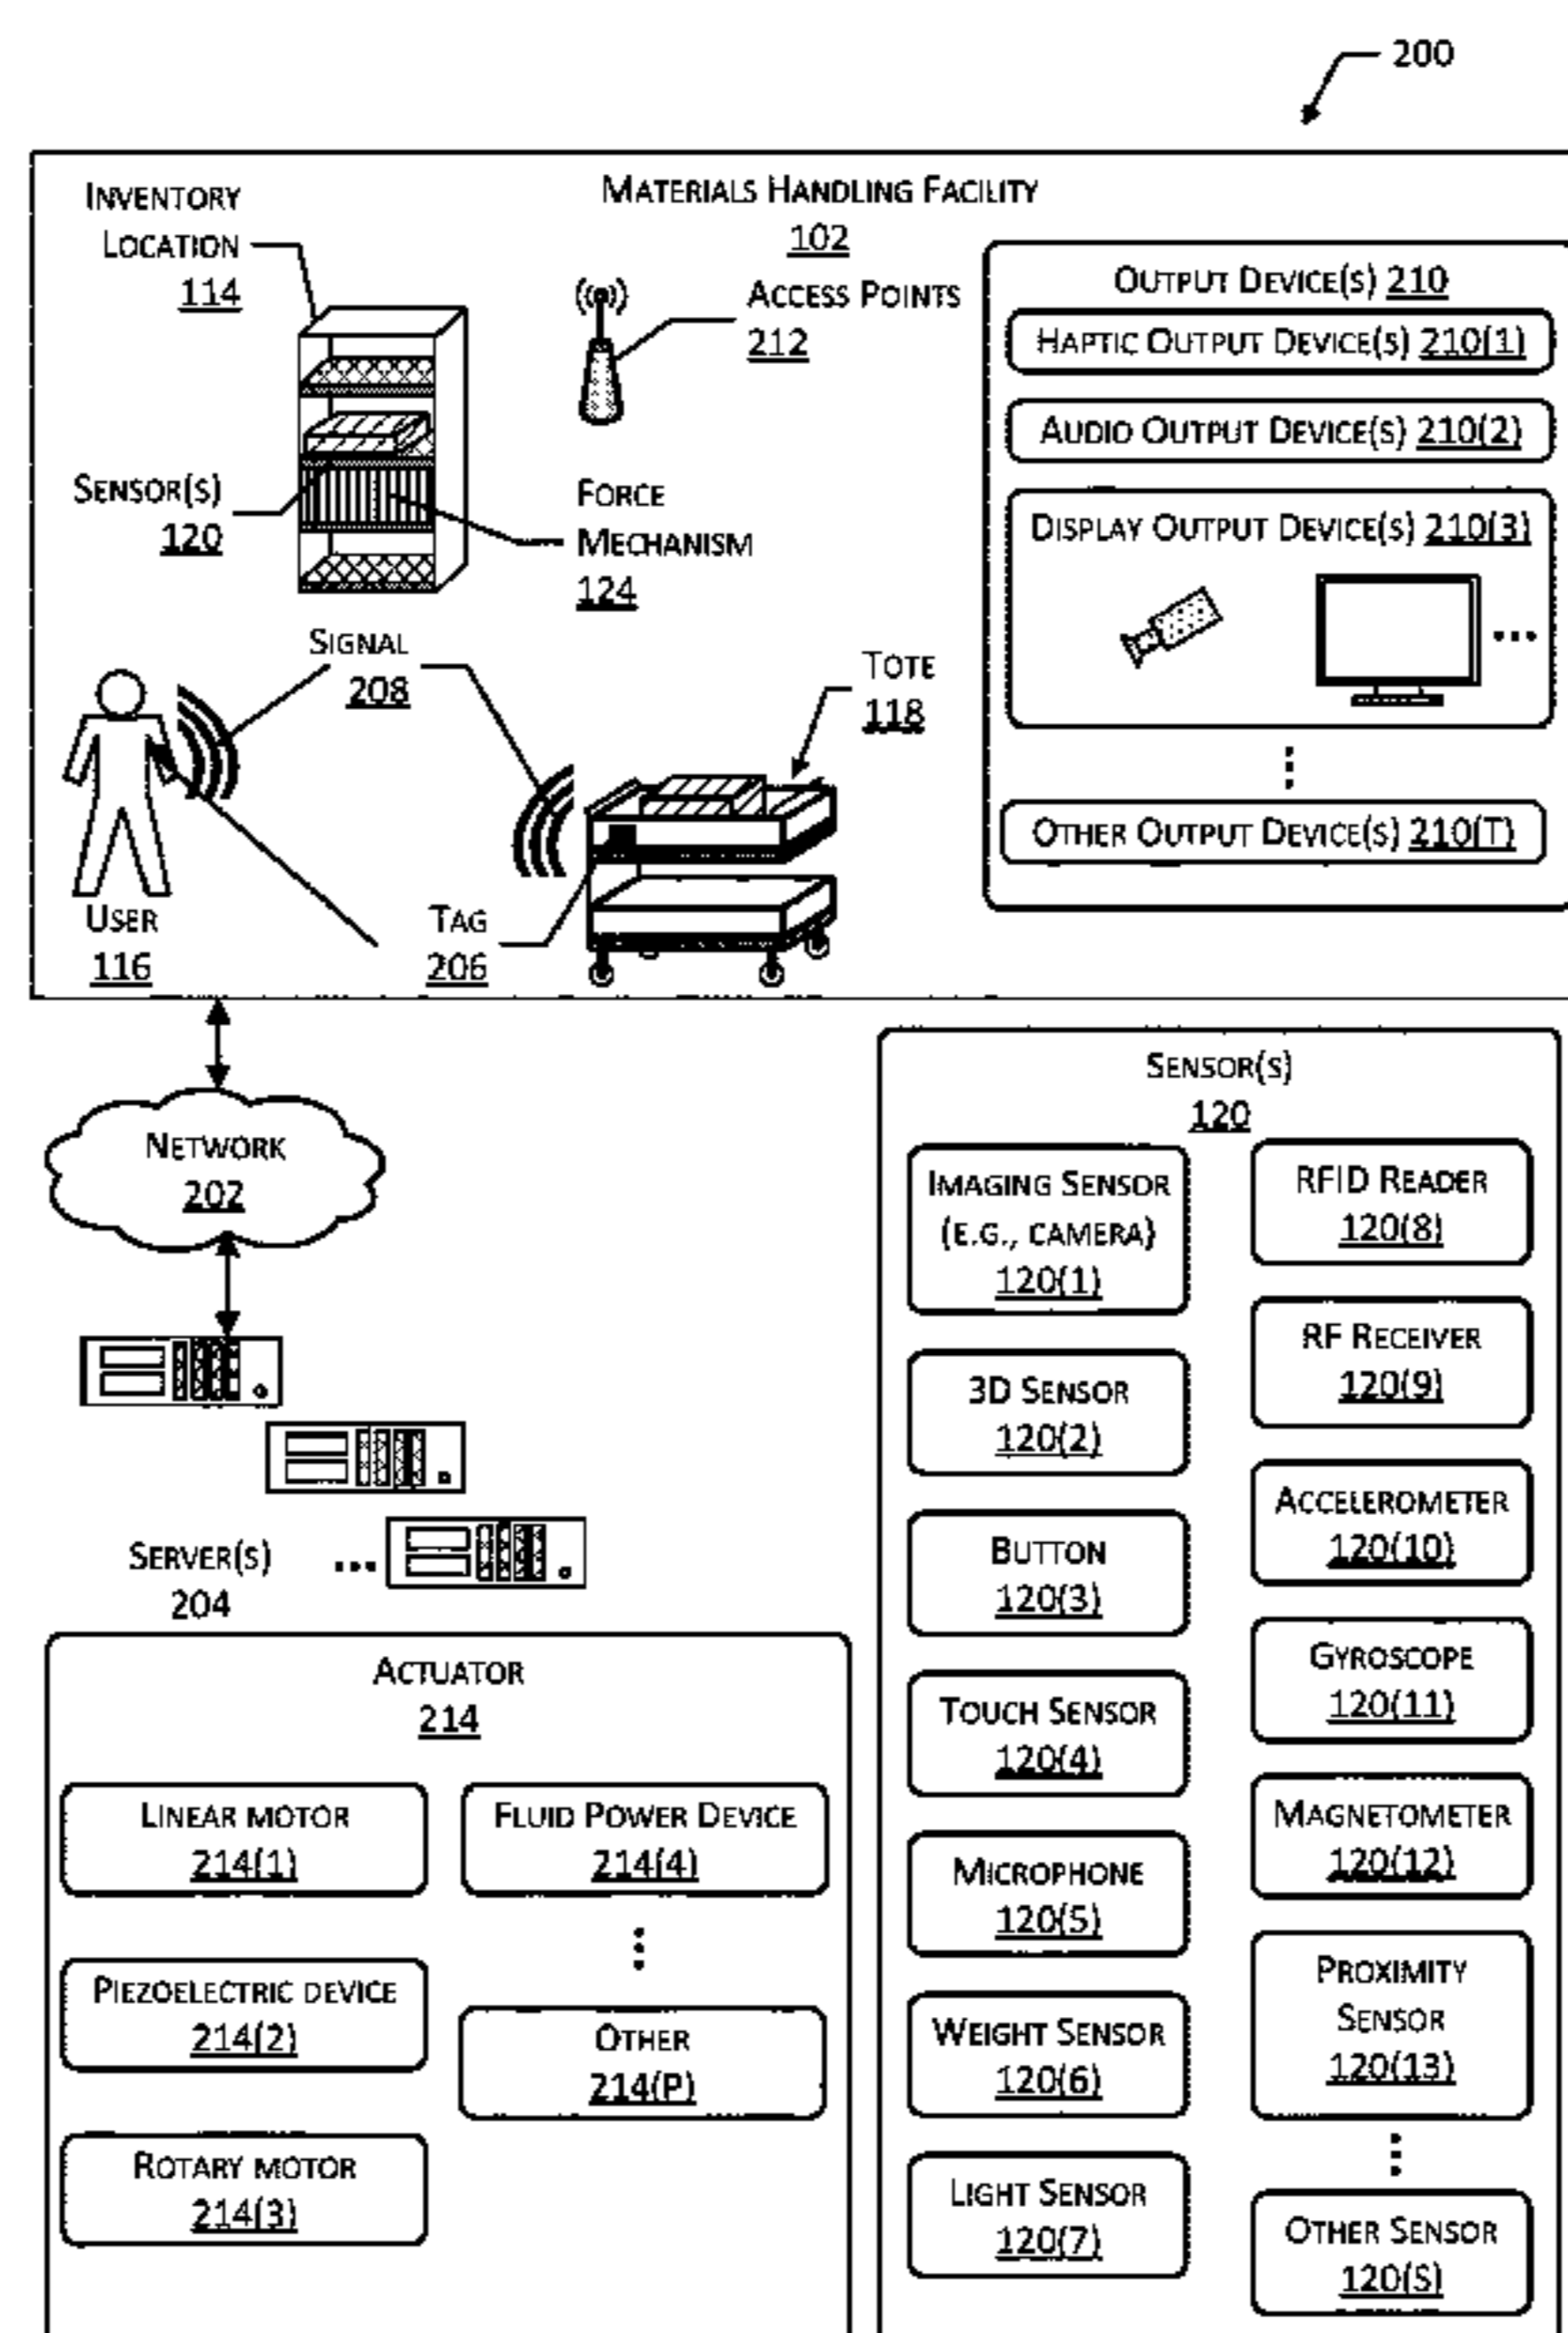 200
MATERIALS HANDLING FACILITY
102
INVENTORY
LOCATION
114
ACCESS POINTS
212
SENSOR(S)
120
FORCE
MECHANISM
124
SIGNAL
208
TOTE
118
USER
116
TAG
206
OUTPUT DEVICE(S) 210
HAPTIC OUTPUT DEVICE(S) 210(1)
AUDIO OUTPUT DEVICE(S) 210(2)
DISPLAY OUTPUT DEVICE(S) 210(3)
OTHER OUTPUT DEVICE(S) 210(T)
NETWORK
202
SERVER(S)
204
ACTUATOR
214
LINEAR MOTOR
214(1)
PIEZOELECTRIC DEVICE
214(2)
ROTARY MOTOR
214(3)
FLUID POWER DEVICE
214(4)
OTHER
214(P)
SENSOR(S)
120
IMAGING SENSOR
(E.G., CAMERA)
120(1)
3D SENSOR
120(2)
BUTTON
120(3)
TOUCH SENSOR
120(4)
MICROPHONE
120(5)
WEIGHT SENSOR
120(6)
LIGHT SENSOR
120(7)
RFID READER
120(8)
RF RECEIVER
120(9)
ACCELEROMETER
120(10)
GYROSCOPE
120(11)
MAGNETOMETER
120(12)
PROXIMITY
SENSOR
120(13)
OTHER SENSOR
120(S)